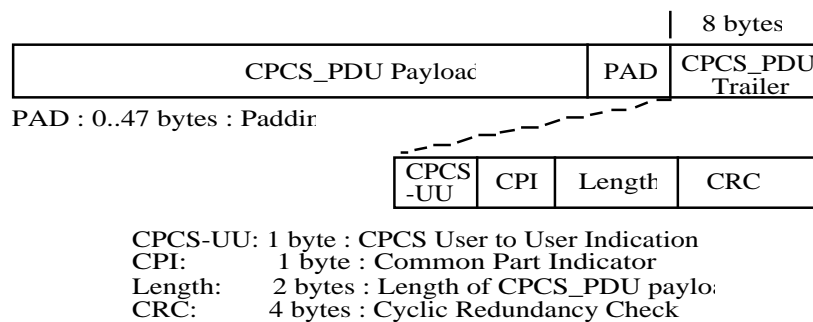 8 bytes
CPCS_PDU Payload
PAD
CPCS_PDU
Trailer
PAD : 0..47 bytes : Paddin
CPCS
-UU
CPI
Length
CRC
CPCS-UU: 1 byte : CPCS User to User Indication
CPI: 1 byte : Common Part Indicator
Length: 2 bytes : Length of CPCS_PDU paylo
CRC: 4 bytes : Cyclic Redundancy Check